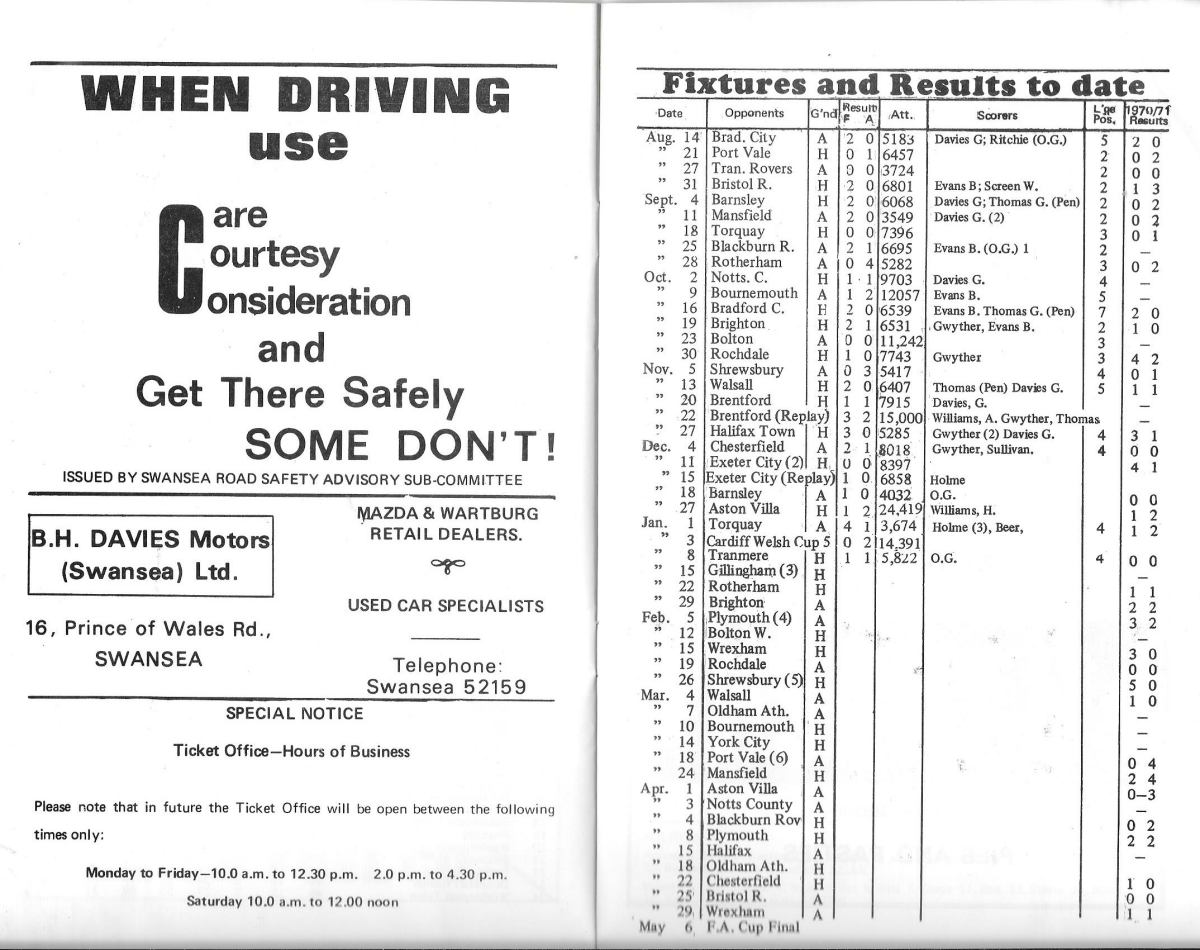 WHEN DRIVING
use
Care
Courtesy
Consideration
and
Get There Safely
SOME DON'T!
ISSUED BY SWANSEA ROAD SAFETY ADVISORY SUB-COMMITTEE
B.H. DAVIES Motors
(Swansea) Ltd.
16, Prince of Wales Rd.,
SWANSEA
MAZDA & WARTBURG
RETAIL DEALERS.
USED CAR SPECIALISTS
Telephone:
Swansea 52159
SPECIAL NOTICE
Ticket Office—Hours of Business
Please note that in future the Ticket Office will be open between the following
times only:
Monday to Friday—10.0 a.m. to 12.30 p.m. 2.0 p.m. to 4.30 p.m.
Saturday 10.0 a.m. to 12.00 noon
Fixtures and Results to date
Date Opponents G'nd Result F A Att. Scorers L'ge Pos. 1970/71 Results
Aug. 14 Brad. City A 2 0 5183 Davies G; Ritchie (O.G.) 5 2 0
” 21 Port Vale H 0 1 6457 2 0 2
” 27 Tran. Rovers A 0 0 3724 2 0 0
” 31 Bristol R. H 2 0 6801 Evans B; Screen W. 2 1 3
Sept. 4 Barnsley H 2 0 6068 Davies G; Thomas G. (Pen) 2 0 2
” 11 Mansfield A 2 0 3549 Davies G. (2) 2 0 2
” 18 Torquay H 0 0 7396 3 0 1
” 25 Blackburn R. A 2 1 6695 Evans B. (O.G.) 1 2 —
” 28 Rotherham A 0 4 5282 3 0 2
Oct. 2 Notts. C. H 1 1 9703 Davies G. 4 —
” 9 Bournemouth A 1 2 12057 Evans B. 5 —
” 16 Bradford C. H 2 0 6539 Evans B. Thomas G. (Pen) 7 2 0
” 19 Brighton H 2 1 6531 Gwyther, Evans B. 2 1 0
” 23 Bolton A 0 0 11,242 3 —
” 30 Rochdale H 1 0 7743 Gwyther 3 4 2
Nov. 5 Shrewsbury A 0 3 5417 4 0 1
” 13 Walsall H 2 0 6407 Thomas (Pen) Davies G. 5 1 1
” 20 Brentford H 1 1 7915 Davies, G. —
” 22 Brentford (Replay) 3 2 15,000 Williams, A. Gwyther, Thomas —
” 27 Halifax Town H 3 0 5285 Gwyther (2) Davies G. 4 3 1
Dec. 4 Chesterfield A 2 1 8018 Gwyther, Sullivan. 4 0 0
” 11 Exeter City (2) H 0 0 8397 4 1
” 15 Exeter City (Replay) 1 0 6858 Holme
” 18 Barnsley A 1 0 4032 O.G. 0 0
” 27 Aston Villa H 1 2 24,419 Williams, H. 1 2
Jan. 1 Torquay A 4 1 3,674 Holme (3), Beer, 4 1 2
” 3 Cardiff Welsh Cup 5 0 2 14,391
” 8 Tranmere H 1 1 5,822 O.G. 4 0 0
” 15 Gillingham (3) H —
” 22 Rotherham H 1 1
” 29 Brighton A 2 2
Feb. 5 Plymouth (4) A 3 2
” 12 Bolton W. H —
” 15 Wrexham H 3 0
” 19 Rochdale A 0 0
” 26 Shrewsbury (5) H 5 0
Mar. 4 Walsall A 1 0
” 7 Oldham Ath. A —
” 10 Bournemouth H —
” 14 York City H —
” 18 Port Vale (6) A 0 4
” 24 Mansfield H 2 4
Apr. 1 Aston Villa A 0—3
” 3 Notts County A —
” 4 Blackburn Rov H 0 2
” 8 Plymouth H 2 2
” 15 Halifax A —
” 18 Oldham Ath. H
” 22 Chesterfield H 1 0
” 25 Bristol R. A 0 0
” 29 Wrexham A 1 1
May 6 F.A. Cup Final